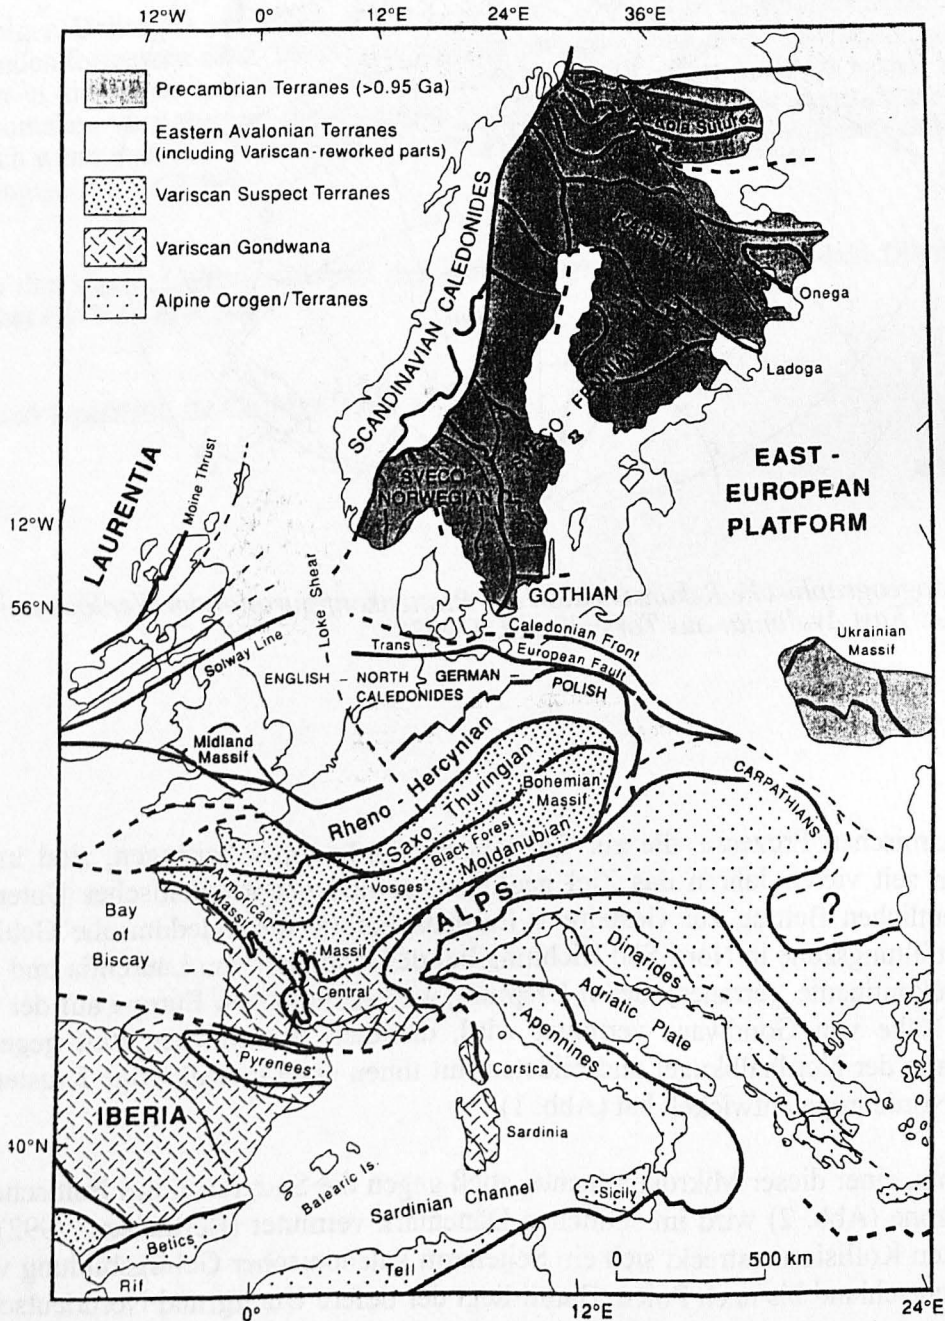 12°W 0° 12°E 24°E 36°E
Precambrian Terranes (>0.95 Ga)
Eastern Avalonian Terranes
(including Variscan-reworked parts)
Variscan Suspect Terranes
Variscan Gondwana
Alpine Orogen/Terranes
Kola Suture
Onega
Ladoga
SCANDINAVIAN CALEDONIDES
SVECO
NORWEGIAN
EAST -
EUROPEAN
PLATFORM
LAURENTIA
Moine Thrust
12°W
56°N
Solway Line
Loke Shear
GOTHIAN
Caledonian Front
Trans
European Fault
ENGLISH – NORTH GERMAN – POLISH
CALEDONIDES
Ukrainian
Massif
Midland
Massif
Rheno - Hercynian
Saxo Thuringian
Bohemian
Massif
Black Forest
Moldanubian
Vosges
CARPATHIANS
?
Armorican
Massif
Bay
of
Biscay
ALPS
Massif
Central
Dinarides
Adriatic Plate
Apennines
Pyrenees
Corsica
IBERIA
Sardinia
40°N
Balearic Is.
Sardinian Channel
Sicily
Betics
Rif
Tell
500 km
0° 12°E 24°E